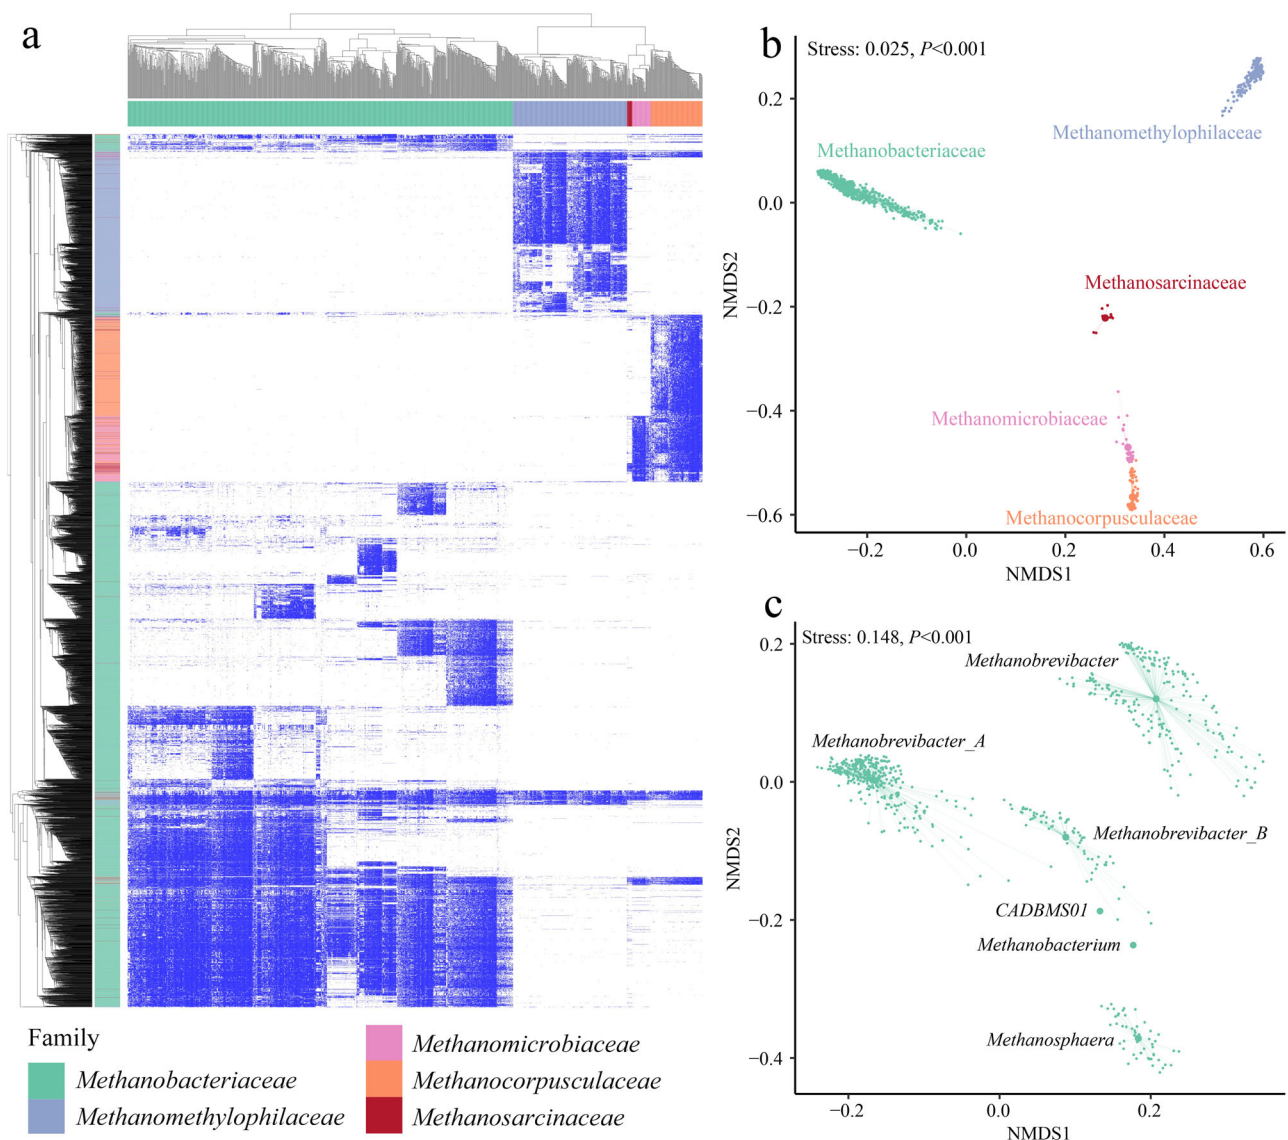 a
Family
Methanobacteriaceae
Methanomethylophilaceae
Methanomicrobiaceae
Methanocorpusculaceae
Methanosarcinaceae
b
Stress: 0.025, P<0.001
Methanomethylophilaceae
Methanobacteriaceae
Methanosarcinaceae
Methanomicrobiaceae
Methanocorpusculaceae
0.2
0.0
−0.2
−0.4
−0.6
NMDS2
−0.2 0.0 0.2 0.4 0.6
NMDS1
c
Stress: 0.148, P<0.001
Methanobrevibacter
Methanobrevibacter_A
Methanobrevibacter_B
CADBMS01
Methanobacterium
Methanosphaera
0.2
0.0
−0.2
−0.4
NMDS2
−0.2 0.0 0.2
NMDS1